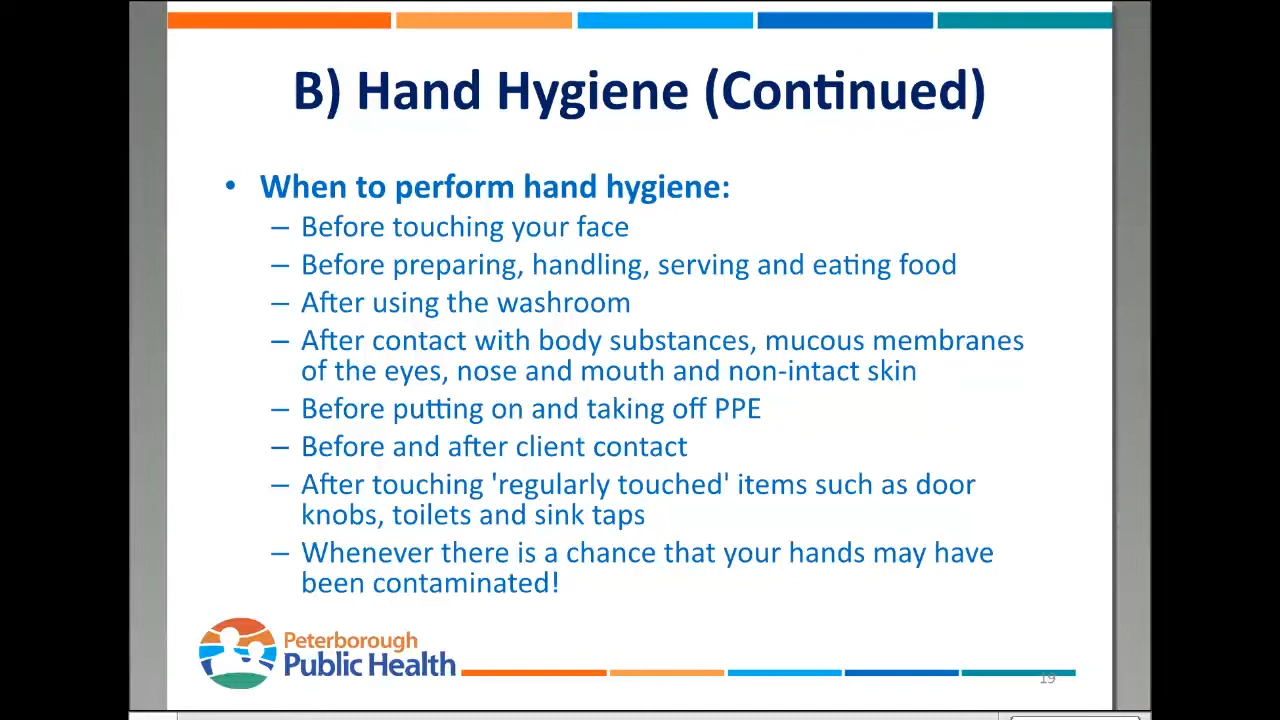 B) Hand Hygiene (Continued)
• When to perform hand hygiene:
– Before touching your face
– Before preparing, handling, serving and eating food
– After using the washroom
– After contact with body substances, mucous membranes
of the eyes, nose and mouth and non-intact skin
– Before putting on and taking off PPE
– Before and after client contact
– After touching 'regularly touched' items such as door
knobs, toilets and sink taps
– Whenever there is a chance that your hands may have
been contaminated!
Peterborough
Public Health
19